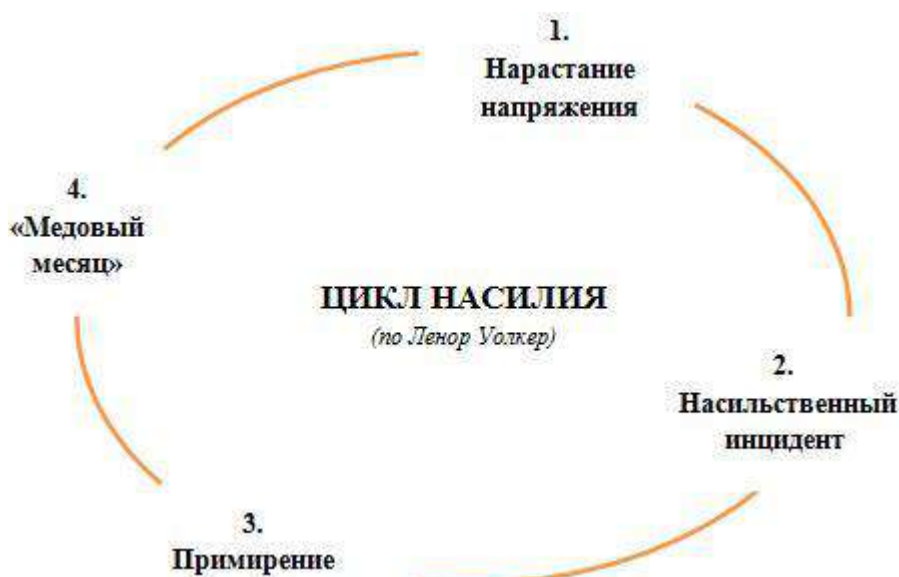 1.
Нарастание
напряжения
4.
«Медовый
месяц»
ЦИКЛ НАСИЛИЯ
(по Ленор Уолкер)
2.
Насильственный
инцидент
3.
Примирение